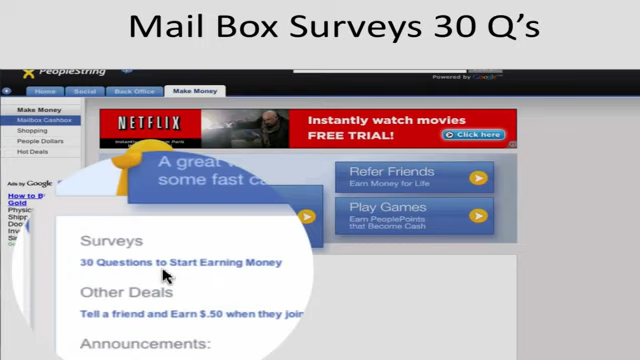 Mail Box Surveys 30 Q's
PeopleString
Powered by Google
Home Social Back Office Make Money
Make Money
Mailbox Cashbox
Shopping
People Dollars
Hot Deals
NETFLIX
Instantly watch movies
FREE TRIAL!
Click here
Ads by Google
How to B
Gold
A great
some fast ca
Refer Friends
Earn Money for Life
Play Games
Earn PeoplePoints
that Become Cash
Surveys
30 Questions to Start Earning Money
Other Deals
Tell a friend and Earn $.50 when they join
Announcements: